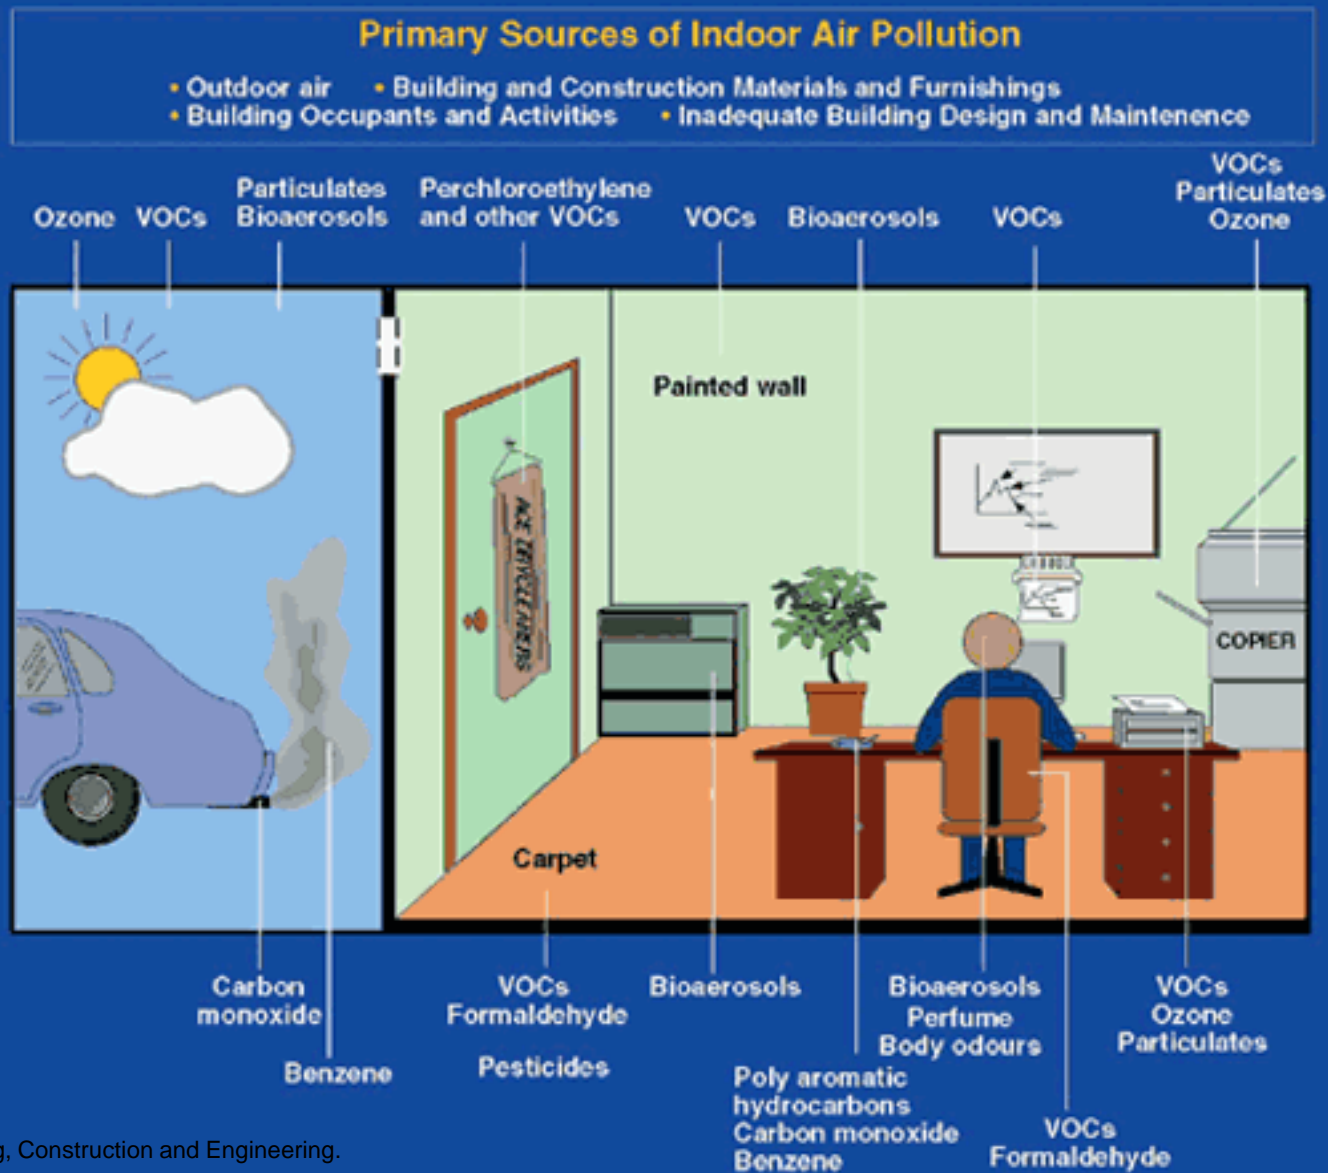 Primary Sources of Indoor Air Pollution
• Outdoor air • Building and Construction Materials and Furnishings
• Building Occupants and Activities • Inadequate Building Design and Maintenence
VOCs
Particulates
Ozone
Ozone VOCs
Particulates
Bioaerosols
Perchloroethylene
and other VOCs
VOCs Bioaerosols VOCs
Painted wall
COPIER
Carpet
Carbon
monoxide
Benzene
VOCs
Formaldehyde
Pesticides
Bioaerosols
Poly aromatic
hydrocarbons
Carbon monoxide
Benzene
Bioaerosols
Perfume
Body odours
VOCs
Formaldehyde
VOCs
Ozone
Particulates
, Construction and Engineering.